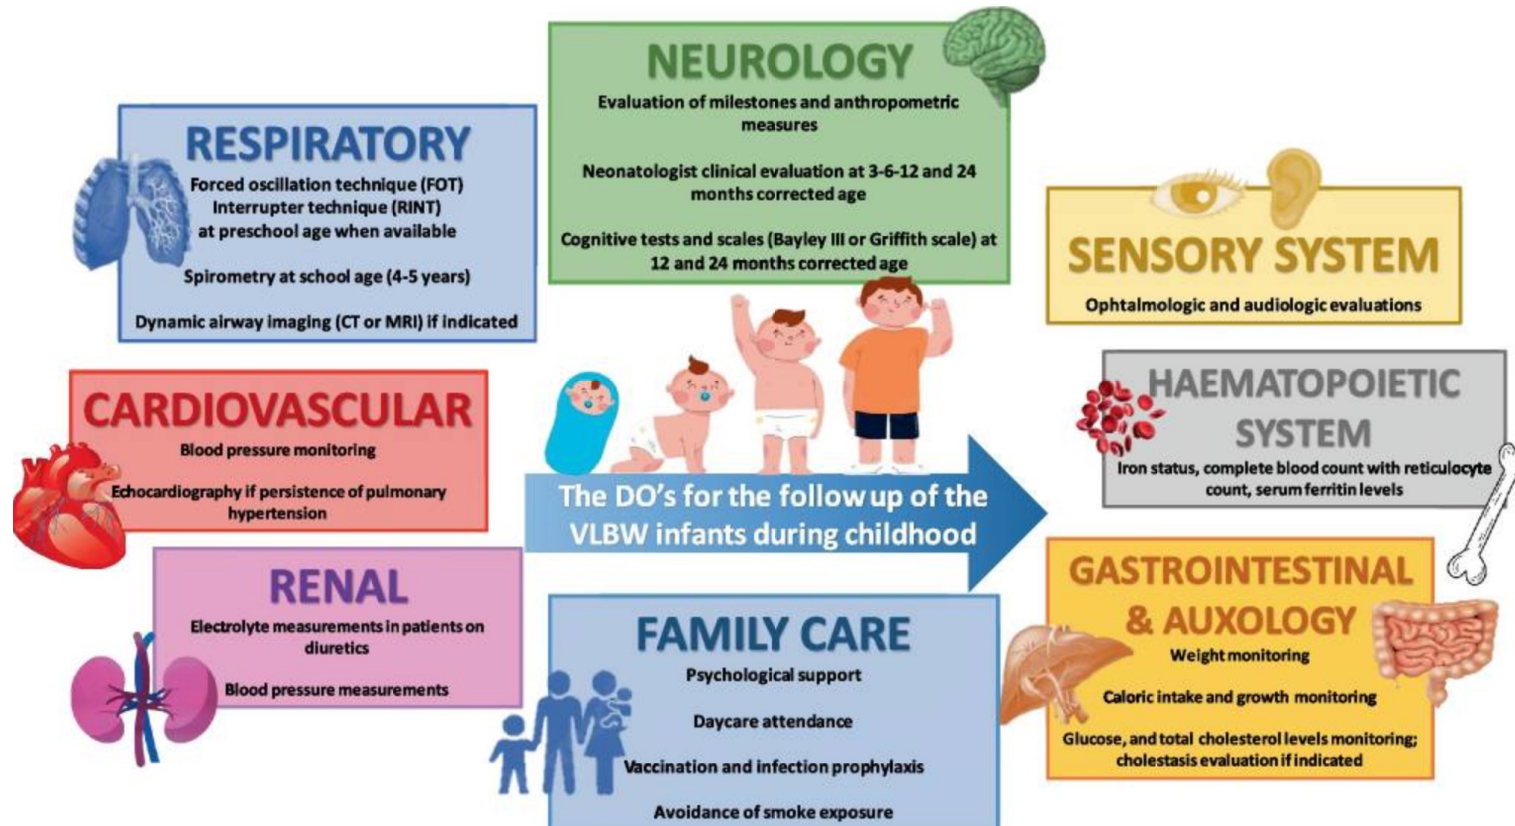 NEUROLOGY
Evaluation of milestones and anthropometric
measures
Neonatologist clinical evaluation at 3-6-12 and 24
months corrected age
Cognitive tests and scales (Bayley III or Griffith scale) at
12 and 24 months corrected age
RESPIRATORY
Forced oscillation technique (FOT)
Interrupter technique (RINT)
at preschool age when available
Spirometry at school age (4-5 years)
Dynamic airway imaging (CT or MRI) if indicated
SENSORY SYSTEM
Ophtalmologic and audiologic evaluations
CARDIOVASCULAR
Blood pressure monitoring
Echocardiography if persistence of pulmonary
hypertension
HAEMATOPOIETIC
SYSTEM
Iron status, complete blood count with reticulocyte
count, serum ferritin levels
The DO's for the follow up of the
VLBW infants during childhood
RENAL
Electrolyte measurements in patients on
diuretics
Blood pressure measurements
FAMILY CARE
Psychological support
Daycare attendance
Vaccination and infection prophylaxis
Avoidance of smoke exposure
GASTROINTESTINAL
& AUXOLOGY
Weight monitoring
Caloric intake and growth monitoring
Glucose, and total cholesterol levels monitoring;
cholestasis evaluation if indicated